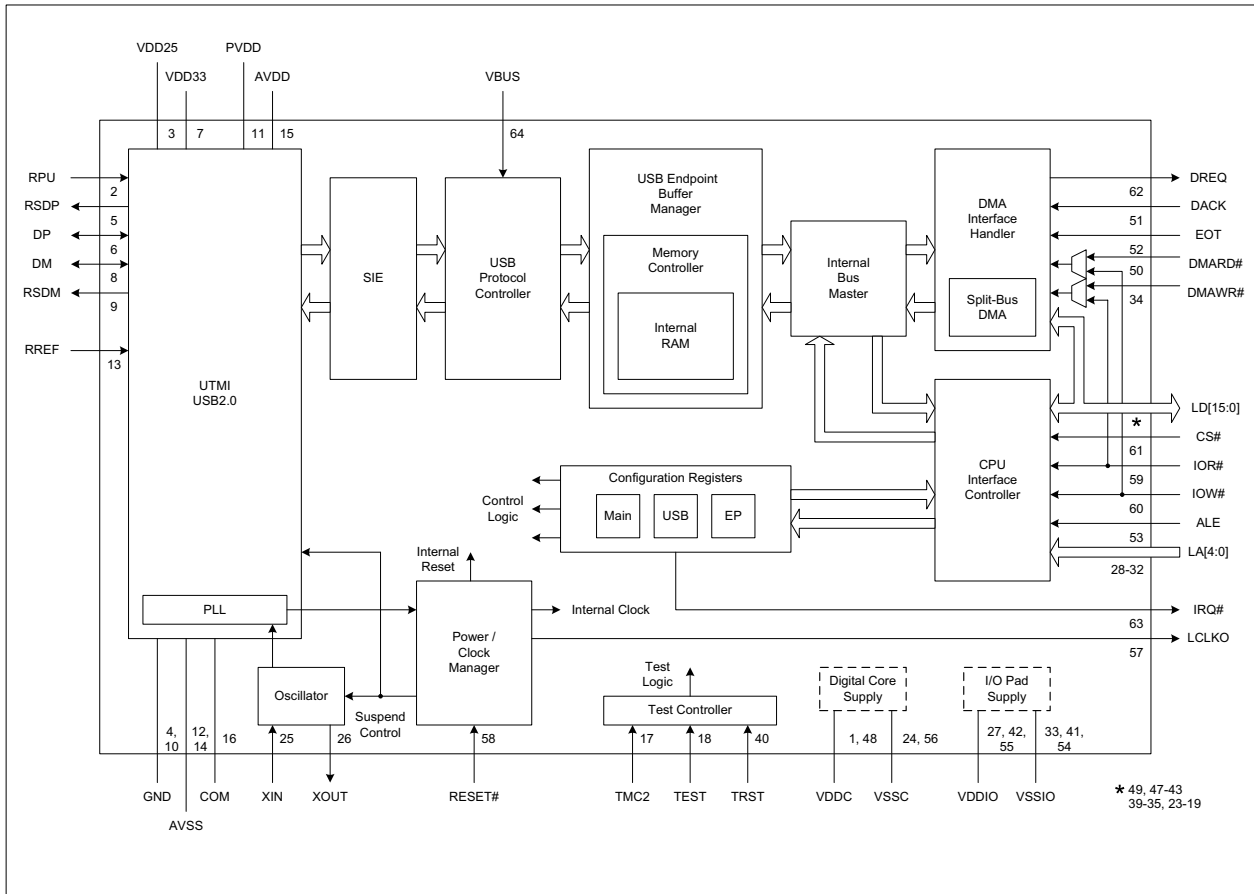 VDD25
PVDD
VDD33
AVDD
VBUS
3
7
11
15
64
RPU
2
RSDP
5
DP
6
DM
8
RSDM
9
RREF
13
UTMI
USB2.0
PLL
SIE
USB
Protocol
Controller
USB Endpoint
Buffer
Manager
Memory
Controller
Internal
RAM
Internal
Bus
Master
DMA
Interface
Handler
Split-Bus
DMA
DREQ
62
DACK
51
EOT
52
DMARD#
50
DMAWR#
34
LD[15:0]
*
CS#
61
IOR#
59
IOW#
60
ALE
53
LA[4:0]
28-32
IRQ#
63
LCLKO
57
CPU
Interface
Controller
Configuration Registers
Main
USB
EP
Control
Logic
Internal
Reset
Internal Clock
Power /
Clock
Manager
Oscillator
Suspend
Control
Test
Logic
Test Controller
Digital Core
Supply
I/O Pad
Supply
4,
10
12,
14
16
25
26
58
17
18
40
1, 48
24, 56
27, 42,
55
33, 41,
54
GND
AVSS
COM
XIN
XOUT
RESET#
TMC2
TEST
TRST
VDDC
VSSC
VDDIO
VSSIO
* 49, 47-43
39-35, 23-19